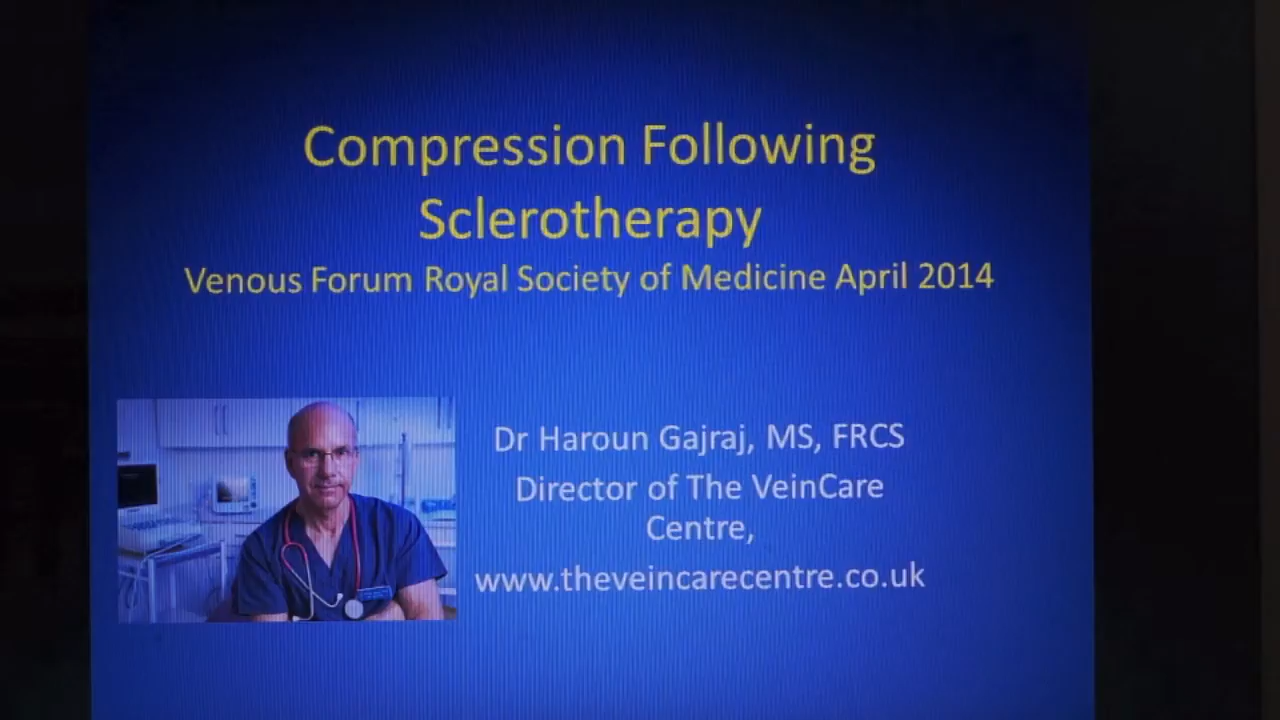 Compression Following
Sclerotherapy
Venous Forum Royal Society of Medicine April 2014
Dr Haroun Gajraj, MS, FRCS
Director of The VeinCare
Centre,
www.theveincarecentre.co.uk